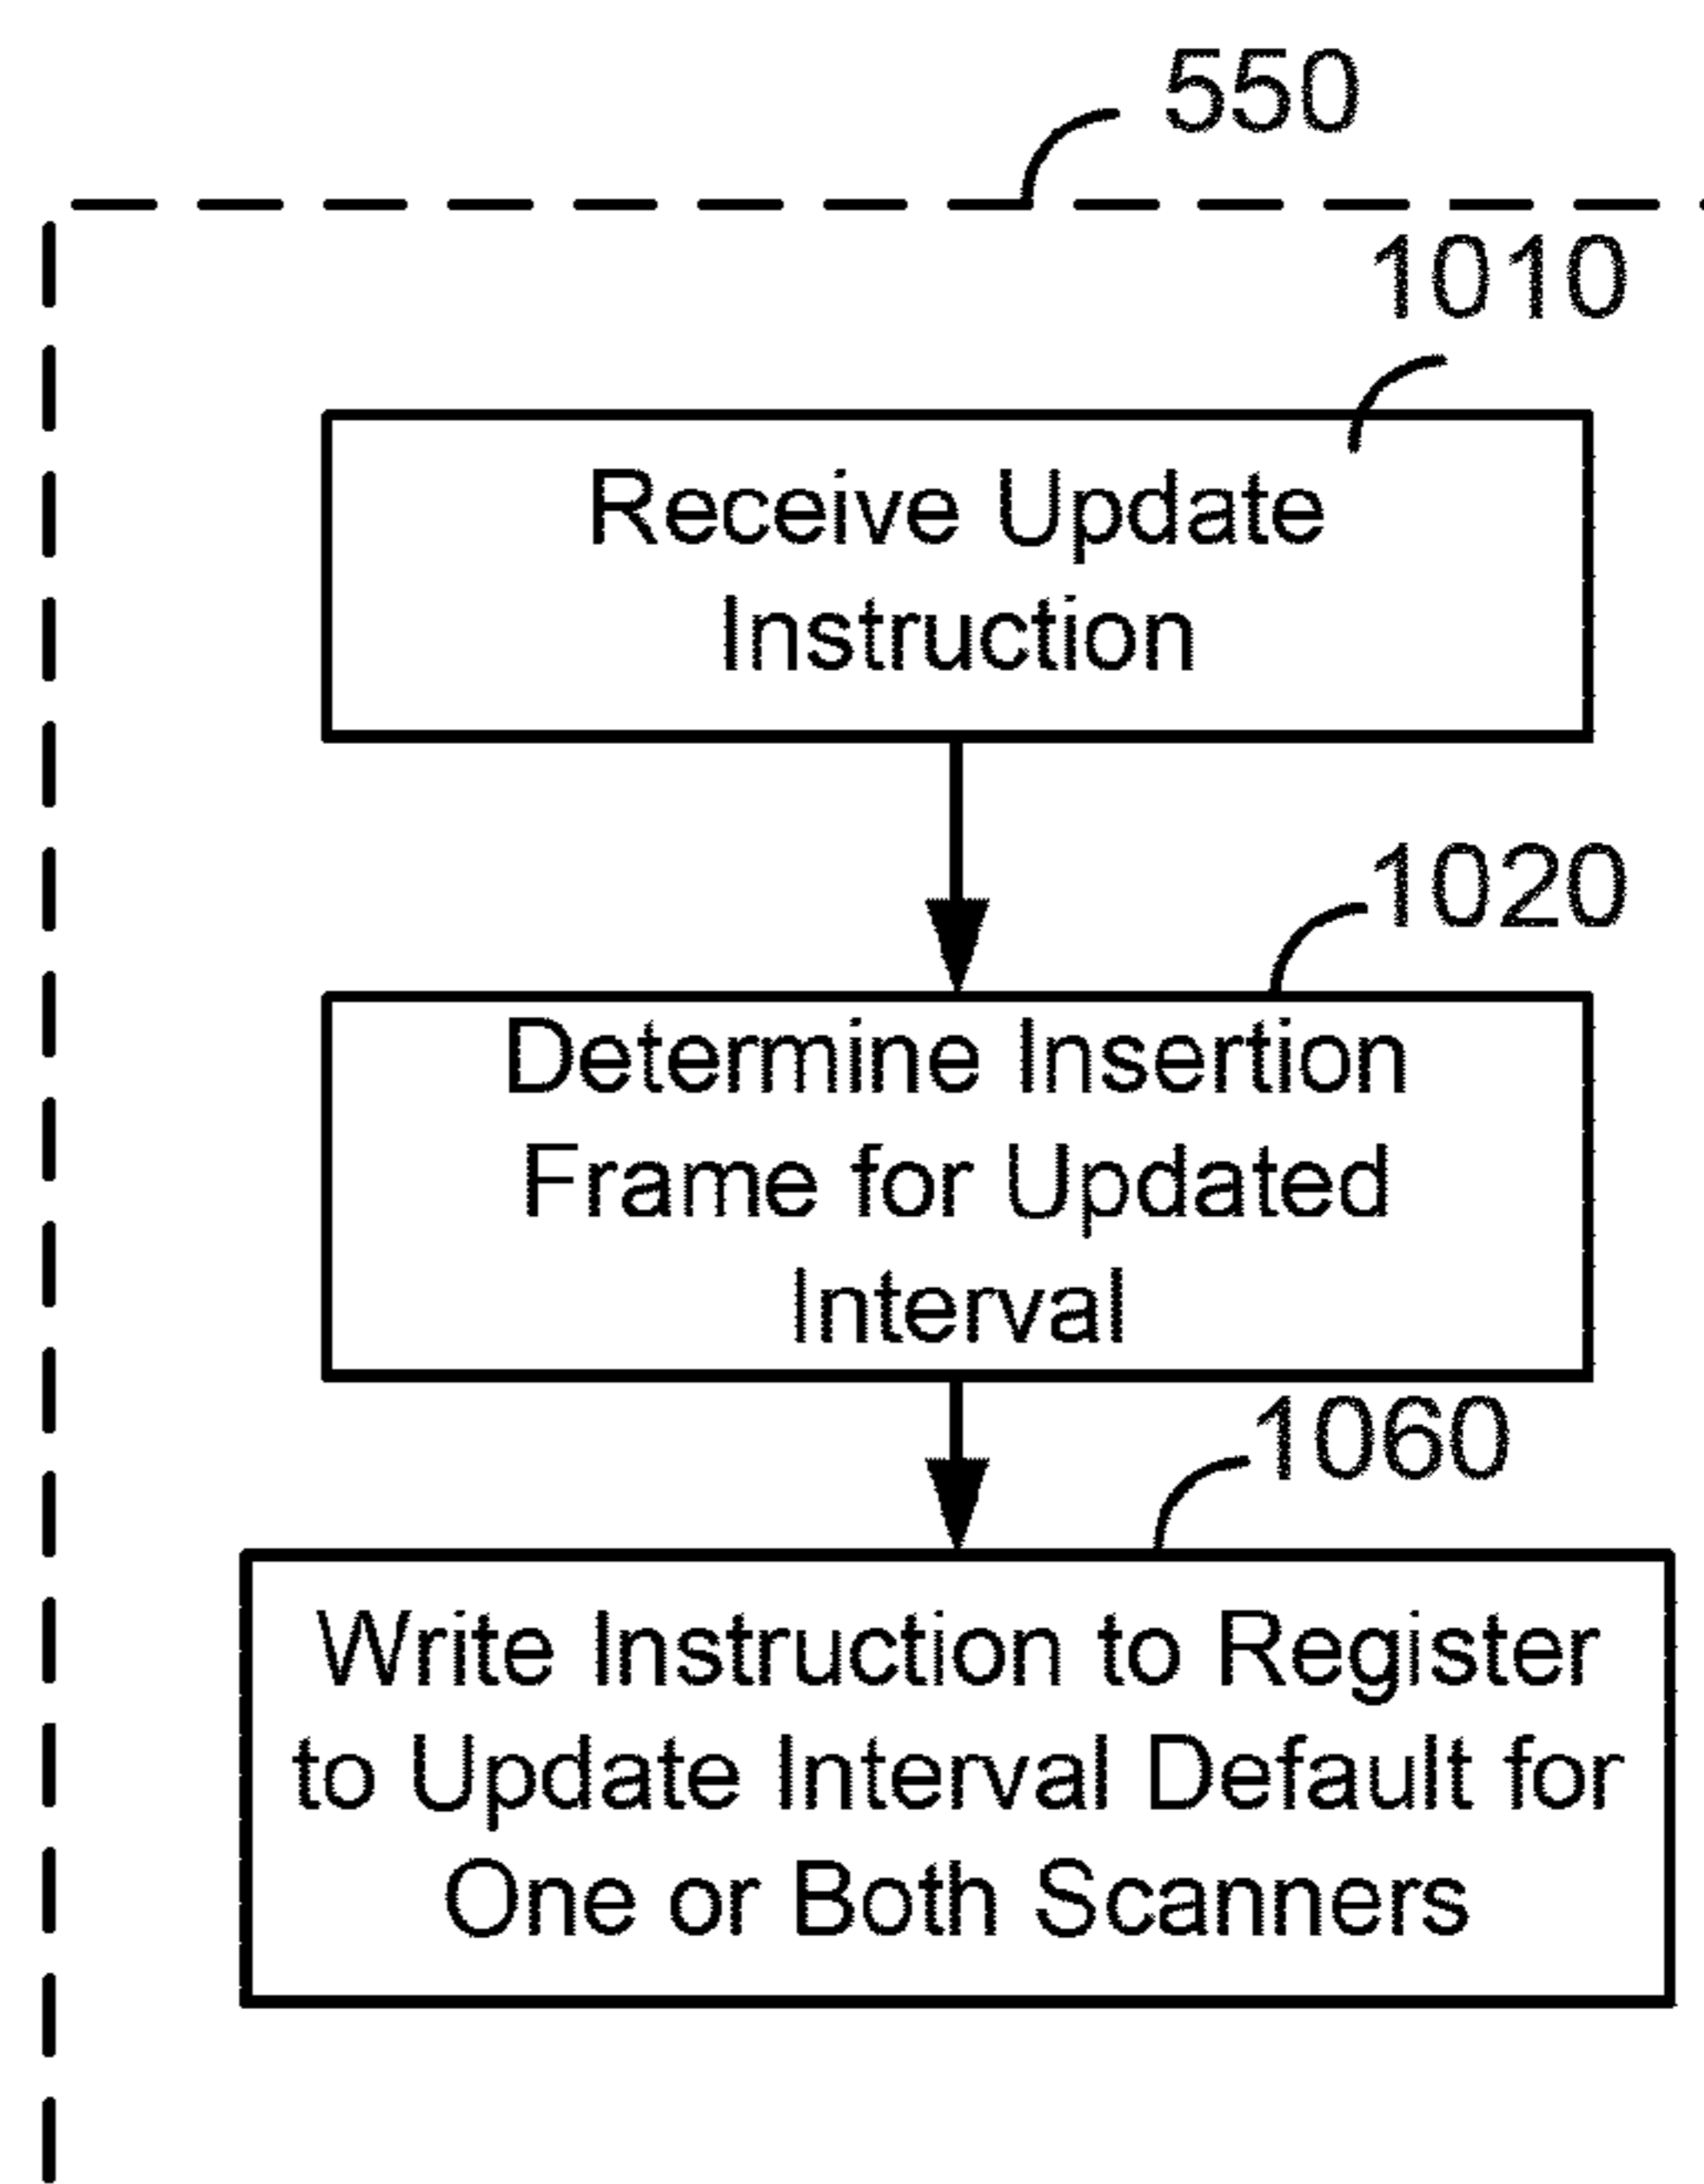 550
1010
Receive Update
Instruction
1020
Determine Insertion
Frame for Updated
Interval
1060
Write Instruction to Register
to Update Interval Default for
One or Both Scanners